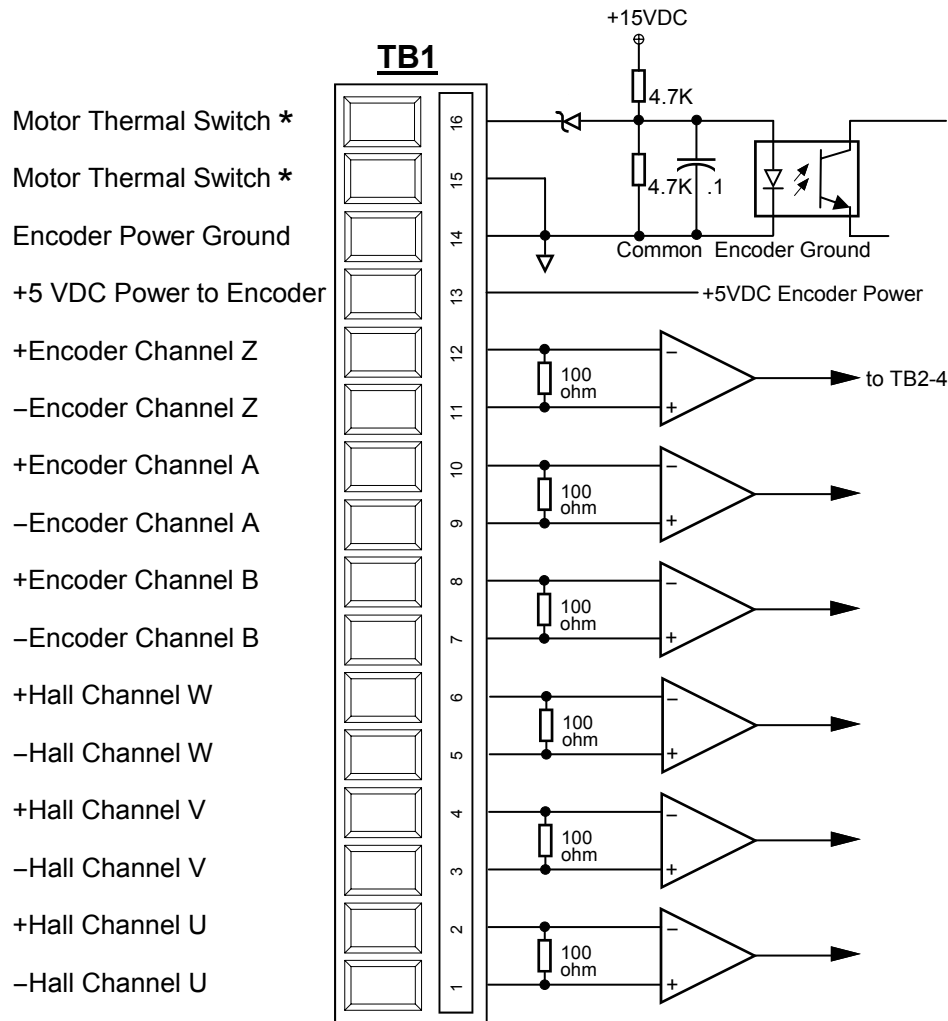 +15VDC
TB1
4.7K
Motor Thermal Switch *
16
Motor Thermal Switch *
15
4.7K
.1
Encoder Power Ground
14
Common
Encoder Ground
+5 VDC Power to Encoder
13
+5VDC Encoder Power
+Encoder Channel Z
12
−
100
ohm
to TB2-4
−Encoder Channel Z
11
+
+Encoder Channel A
10
−
100
ohm
−Encoder Channel A
9
+
+Encoder Channel B
8
−
100
ohm
−Encoder Channel B
7
+
+Hall Channel W
6
−
100
ohm
−Hall Channel W
5
+
+Hall Channel V
4
−
100
ohm
−Hall Channel V
3
+
+Hall Channel U
2
−
100
ohm
−Hall Channel U
1
+